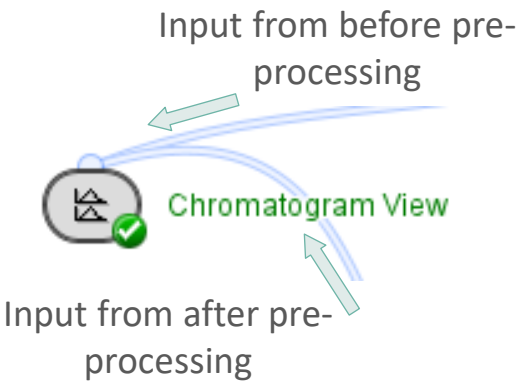 Input from before pre-
processing
Chromatogram View
Input from after pre-
processing